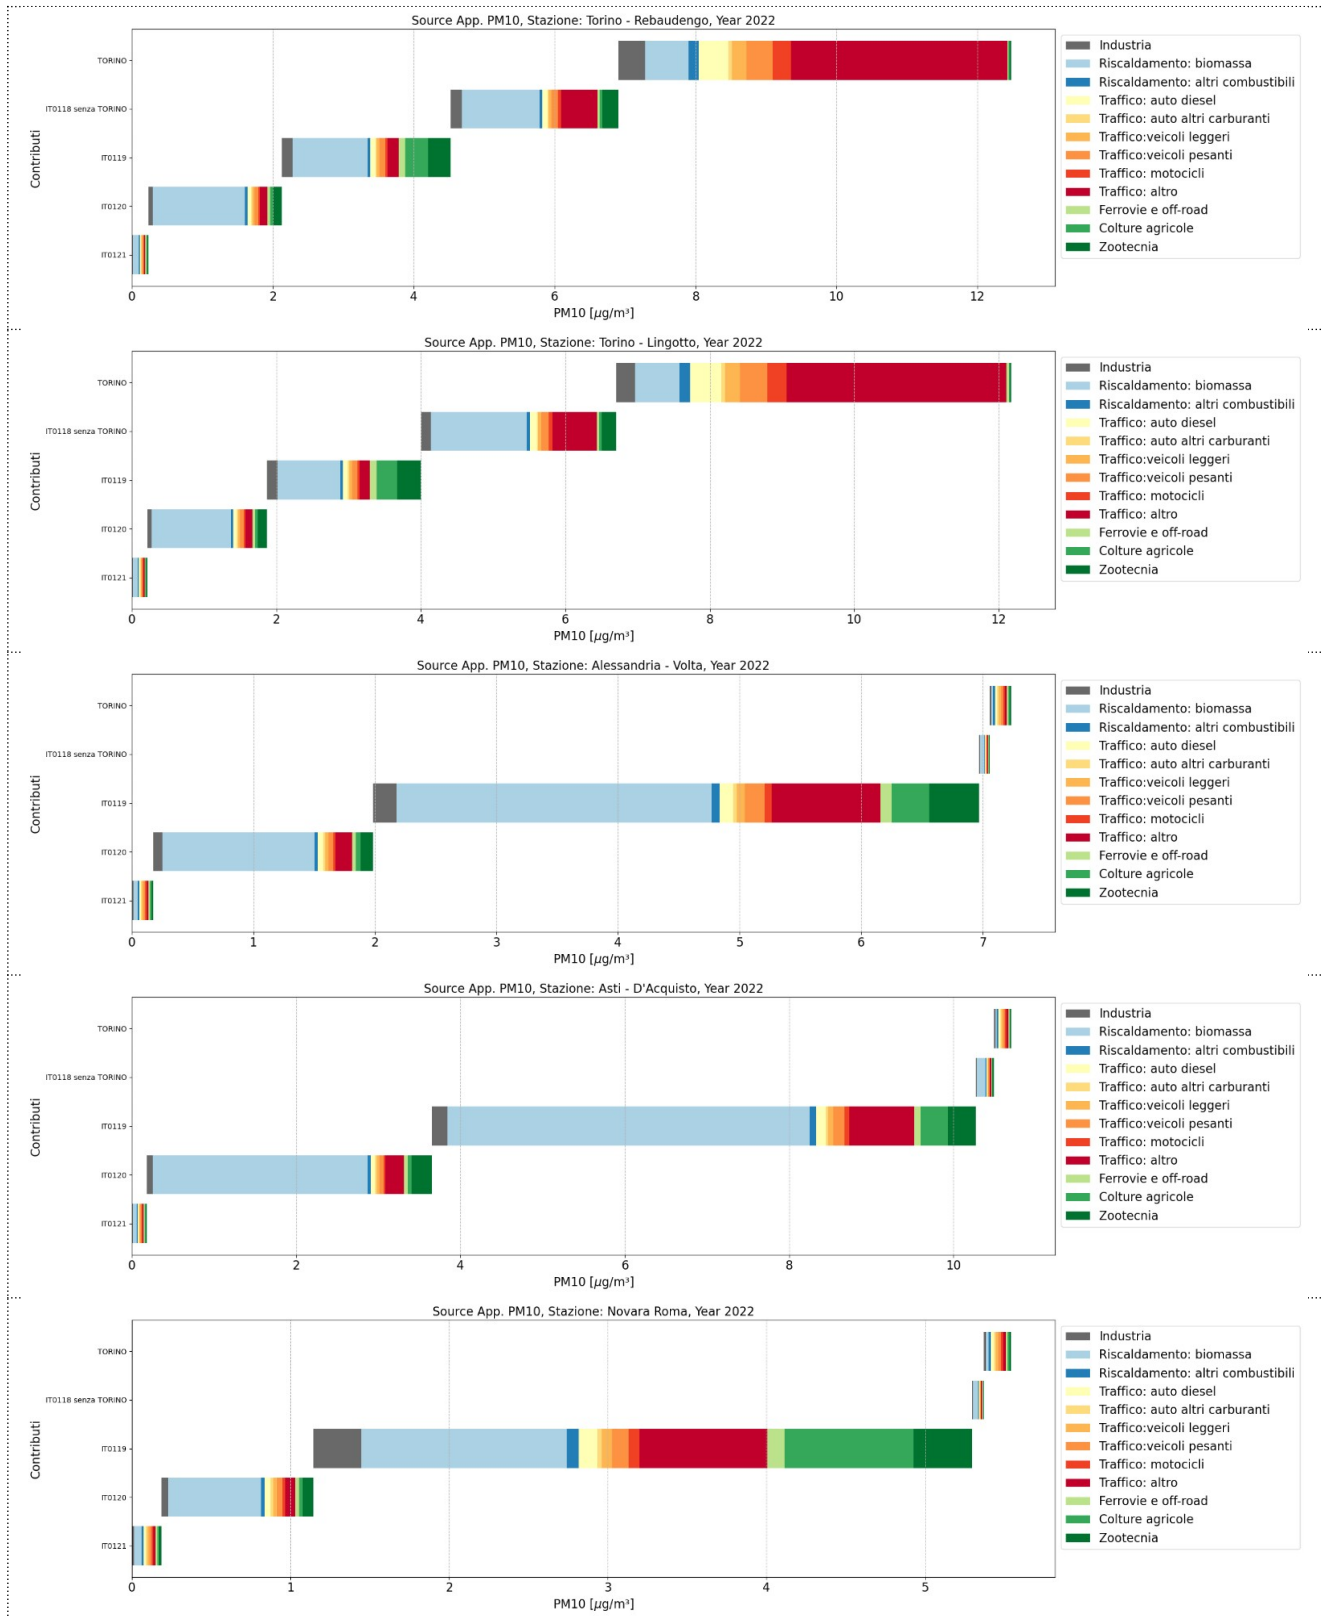 Source App. PM10, Stazione: Torino - Rebaudengo, Year 2022
Contributi
TORINO
IT0118 senza TORINO
IT0119
IT0120
IT0121
0 2 4 6 8 10 12
PM10 [μg/m³]
Industria
Riscaldamento: biomassa
Riscaldamento: altri combustibili
Traffico: auto diesel
Traffico: auto altri carburanti
Traffico:veicoli leggeri
Traffico:veicoli pesanti
Traffico: motocicli
Traffico: altro
Ferrovie e off-road
Colture agricole
Zootecnia
Source App. PM10, Stazione: Torino - Lingotto, Year 2022
Contributi
TORINO
IT0118 senza TORINO
IT0119
IT0120
IT0121
0 2 4 6 8 10 12
PM10 [μg/m³]
Industria
Riscaldamento: biomassa
Riscaldamento: altri combustibili
Traffico: auto diesel
Traffico: auto altri carburanti
Traffico:veicoli leggeri
Traffico:veicoli pesanti
Traffico: motocicli
Traffico: altro
Ferrovie e off-road
Colture agricole
Zootecnia
Source App. PM10, Stazione: Alessandria - Volta, Year 2022
Contributi
TORINO
IT0118 senza TORINO
IT0119
IT0120
IT0121
0 1 2 3 4 5 6 7
PM10 [μg/m³]
Industria
Riscaldamento: biomassa
Riscaldamento: altri combustibili
Traffico: auto diesel
Traffico: auto altri carburanti
Traffico:veicoli leggeri
Traffico:veicoli pesanti
Traffico: motocicli
Traffico: altro
Ferrovie e off-road
Colture agricole
Zootecnia
Source App. PM10, Stazione: Asti - D'Acquisto, Year 2022
Contributi
TORINO
IT0118 senza TORINO
IT0119
IT0120
IT0121
0 2 4 6 8 10
PM10 [μg/m³]
Industria
Riscaldamento: biomassa
Riscaldamento: altri combustibili
Traffico: auto diesel
Traffico: auto altri carburanti
Traffico:veicoli leggeri
Traffico:veicoli pesanti
Traffico: motocicli
Traffico: altro
Ferrovie e off-road
Colture agricole
Zootecnia
Source App. PM10, Stazione: Novara Roma, Year 2022
Contributi
TORINO
IT0118 senza TORINO
IT0119
IT0120
IT0121
0 1 2 3 4 5
PM10 [μg/m³]
Industria
Riscaldamento: biomassa
Riscaldamento: altri combustibili
Traffico: auto diesel
Traffico: auto altri carburanti
Traffico:veicoli leggeri
Traffico:veicoli pesanti
Traffico: motocicli
Traffico: altro
Ferrovie e off-road
Colture agricole
Zootecnia